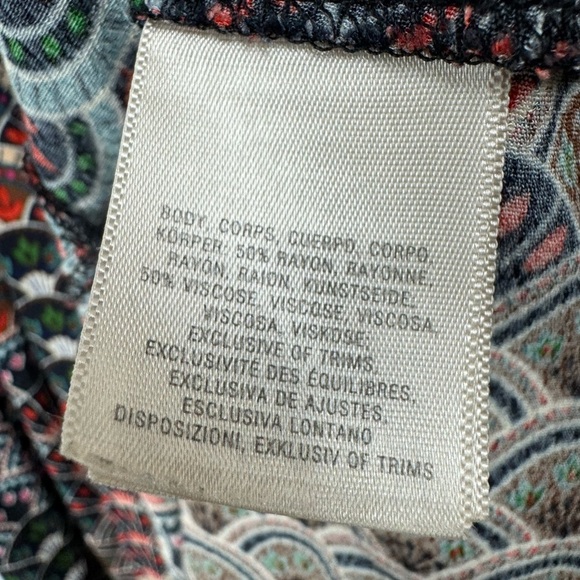 BODY, CORPS, CUERPO, CORPO,
KÖRPER, 50% RAYON, RAYONNE,
RAYON, RAION, KUNSTSEIDE,
50% VISCOSE, VISCOSE, VISCOSA,
VISCOSA, VISKOSE,
EXCLUSIVE OF TRIMS,
EXCLUSIVITÉ DES ÉQUILIBRES,
EXCLUSIVA DE AJUSTES,
ESCLUSIVA LONTANO
DISPOSIZIONI, EXKLUSIV OF TRIMS